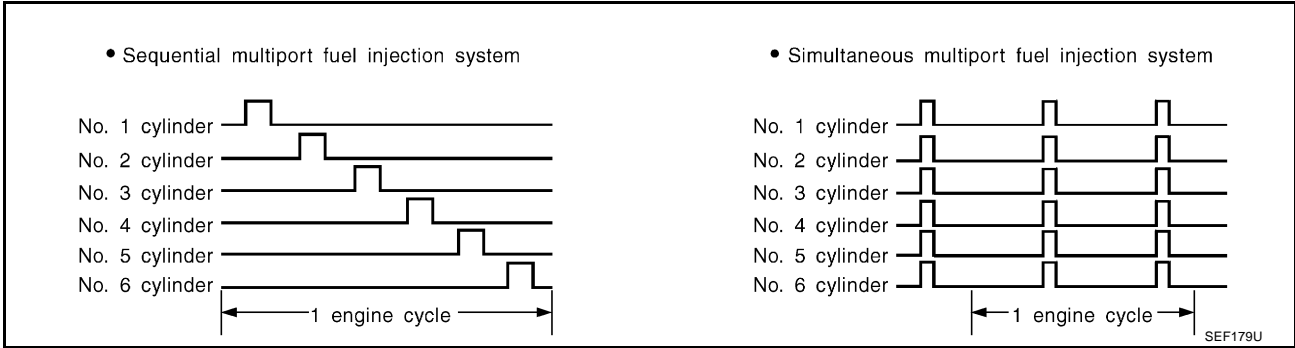 • Sequential multiport fuel injection system
No. 1 cylinder
No. 2 cylinder
No. 3 cylinder
No. 4 cylinder
No. 5 cylinder
No. 6 cylinder
1 engine cycle
• Simultaneous multiport fuel injection system
No. 1 cylinder
No. 2 cylinder
No. 3 cylinder
No. 4 cylinder
No. 5 cylinder
No. 6 cylinder
1 engine cycle
SEF179U